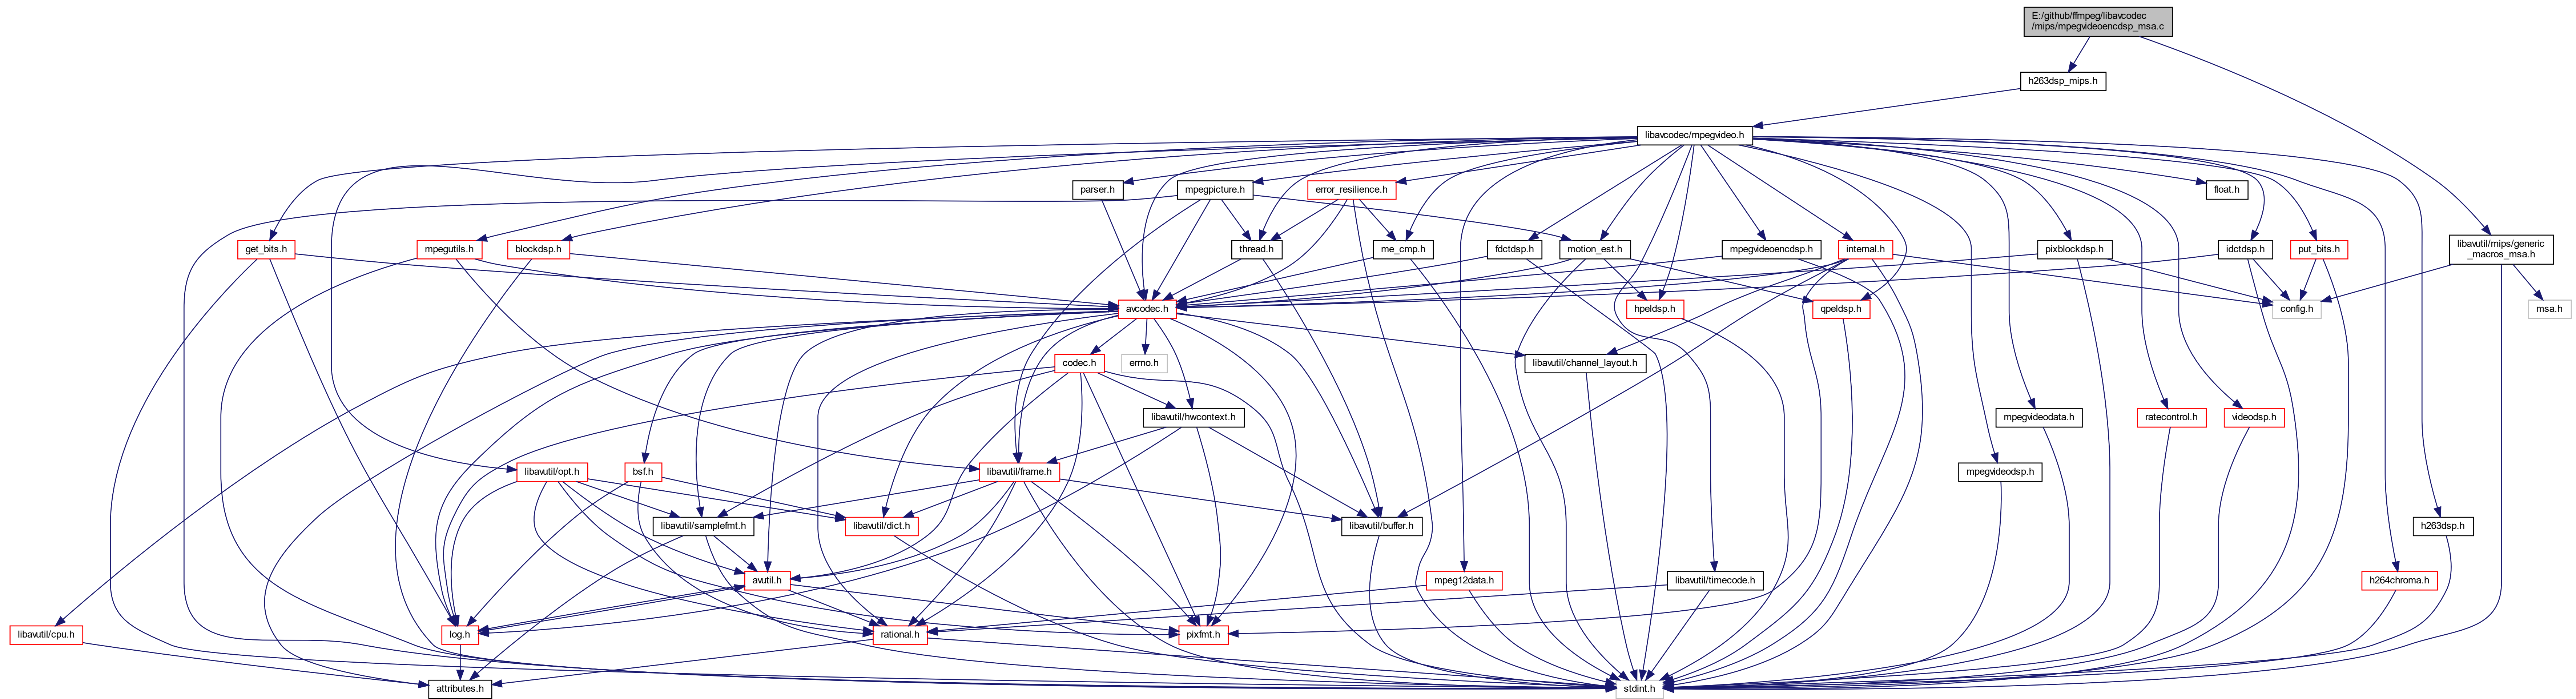 E:/github/ffmpeg/libavcodec
/mips/mpegvideoencdsp_msa.c
h263dsp_mips.h
libavcodec/mpegvideo.h
parser.h
mpegpicture.h
error_resilience.h
float.h
get_bits.h
mpegutils.h
blockdsp.h
thread.h
me_cmp.h
fdctdsp.h
motion_est.h
mpegvideoencdsp.h
internal.h
pixblockdsp.h
idctdsp.h
put_bits.h
libavutil/mips/generic
_macros_msa.h
avcodec.h
hpeldsp.h
qpeldsp.h
config.h
msa.h
codec.h
errno.h
libavutil/channel_layout.h
libavutil/hwcontext.h
mpegvideodata.h
ratecontrol.h
videodsp.h
libavutil/opt.h
bsf.h
libavutil/frame.h
mpegvideodsp.h
libavutil/samplefmt.h
libavutil/dict.h
libavutil/buffer.h
h263dsp.h
avutil.h
mpeg12data.h
libavutil/timecode.h
h264chroma.h
libavutil/cpu.h
log.h
rational.h
pixfmt.h
attributes.h
stdint.h